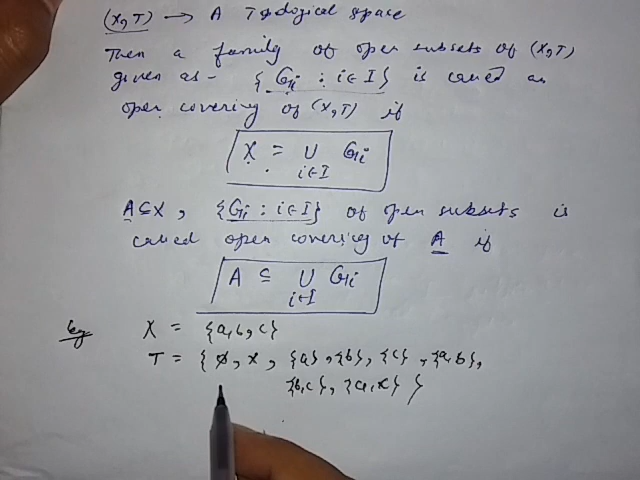 (X, T) → A Topological space
Then a family of open subsets of (X, T)
given as - { Gi : i ∈ I } is called an
open covering of (X, T) if
X = ∪ Gi
i ∈ I
A ⊆ X, { Gi : i ∈ I } of open subsets is
called open covering of A if
A ⊆ ∪ Gi
i ∈ I
eg X = {a, b, c}
T = { ϕ, X, {a}, {b}, {c}, {a, b},
{b, c}, {a, c} }